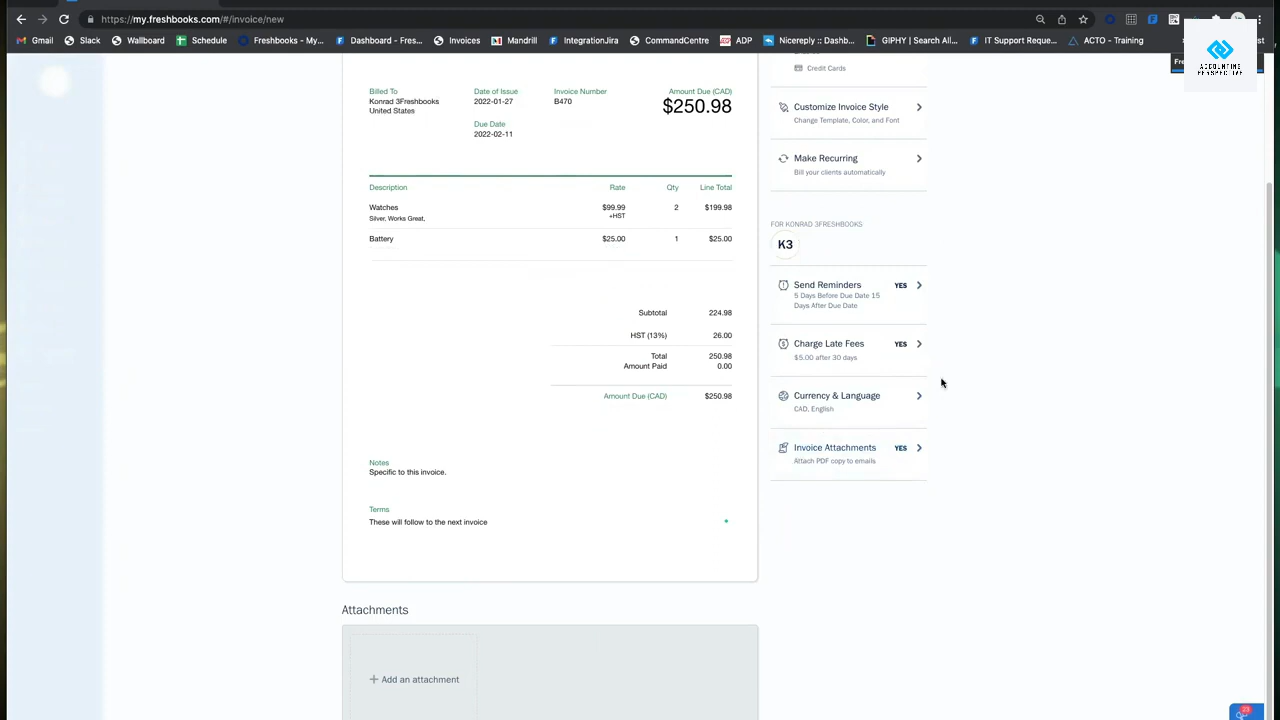 https://my.freshbooks.com/#/invoice/new
Gmail
Slack
Wallboard
Schedule
Freshbooks - My...
Dashboard - Fres...
Invoices
Mandrill
IntegrationJira
CommandCentre
ADP
Nicereply :: Dashb...
GIPHY | Search All...
IT Support Reque...
ACTO - Training
ACCOUNTING
PERSPECTIVE
Credit Cards
Billed To
Konrad 3Freshbooks
United States
Date of Issue
2022-01-27
Due Date
2022-02-11
Invoice Number
B470
Amount Due (CAD)
$250.98
Description Rate Qty Line Total
Watches $99.99 2 $199.98
Silver, Works Great, +HST
Battery $25.00 1 $25.00
Subtotal 224.98
HST (13%) 26.00
Total 250.98
Amount Paid 0.00
Amount Due (CAD) $250.98
Notes
Specific to this invoice.
Terms
These will follow to the next invoice
Attachments
+ Add an attachment
Customize Invoice Style
Change Template, Color, and Font
Make Recurring
Bill your clients automatically
FOR KONRAD 3FRESHBOOKS
K3
Send Reminders YES
5 Days Before Due Date 15
Days After Due Date
Charge Late Fees YES
$5.00 after 30 days
Currency & Language
CAD, English
Invoice Attachments YES
Attach PDF copy to emails
23